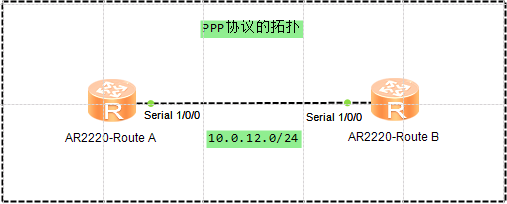 PPP协议的拓扑
R
R
Serial 1/0/0
Serial 1/0/0
AR2220-Route A
10.0.12.0/24
AR2220-Route B